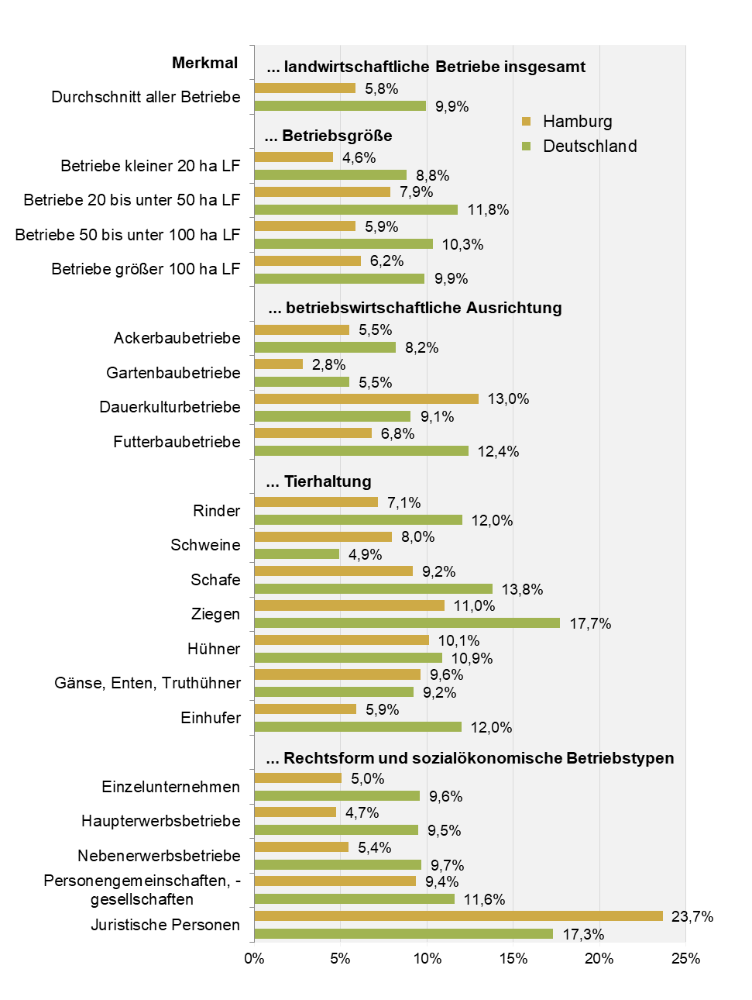 Merkmal
... landwirtschaftliche Betriebe insgesamt
Durchschnitt aller Betriebe
5,8%
9,9%
Hamburg
Deutschland
... Betriebsgröße
Betriebe kleiner 20 ha LF
4,6%
8,8%
Betriebe 20 bis unter 50 ha LF
7,9%
11,8%
Betriebe 50 bis unter 100 ha LF
5,9%
10,3%
Betriebe größer 100 ha LF
6,2%
9,9%
... betriebswirtschaftliche Ausrichtung
Ackerbaubetriebe
5,5%
8,2%
Gartenbaubetriebe
2,8%
5,5%
Dauerkulturbetriebe
13,0%
9,1%
Futterbaubetriebe
6,8%
12,4%
... Tierhaltung
Rinder
7,1%
12,0%
Schweine
8,0%
4,9%
Schafe
9,2%
13,8%
Ziegen
11,0%
17,7%
Hühner
10,1%
10,9%
Gänse, Enten, Truthühner
9,6%
9,2%
Einhufer
5,9%
12,0%
... Rechtsform und sozialökonomische Betriebstypen
Einzelunternehmen
5,0%
9,6%
Haupterwerbsbetriebe
4,7%
9,5%
Nebenerwerbsbetriebe
5,4%
9,7%
Personengemeinschaften, -
gesellschaften
9,4%
11,6%
Juristische Personen
23,7%
17,3%
0% 5% 10% 15% 20% 25%